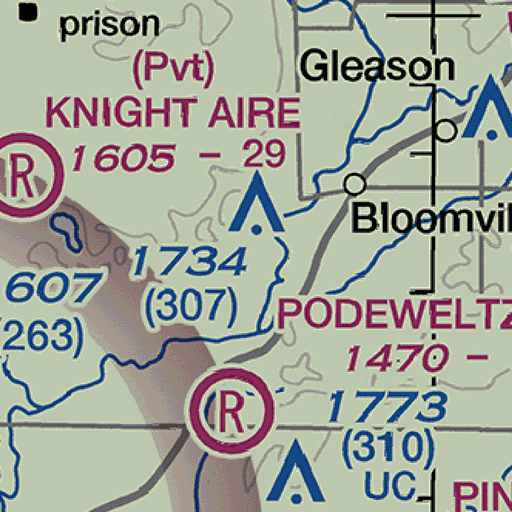 prison
(Pvt)
Gleason
KNIGHT AIRE
1605 - 29
R
Bloomvil
1734
(307)
607
(263)
PODEWELTZ
1470 -
R
1773
(310)
UC
PIN